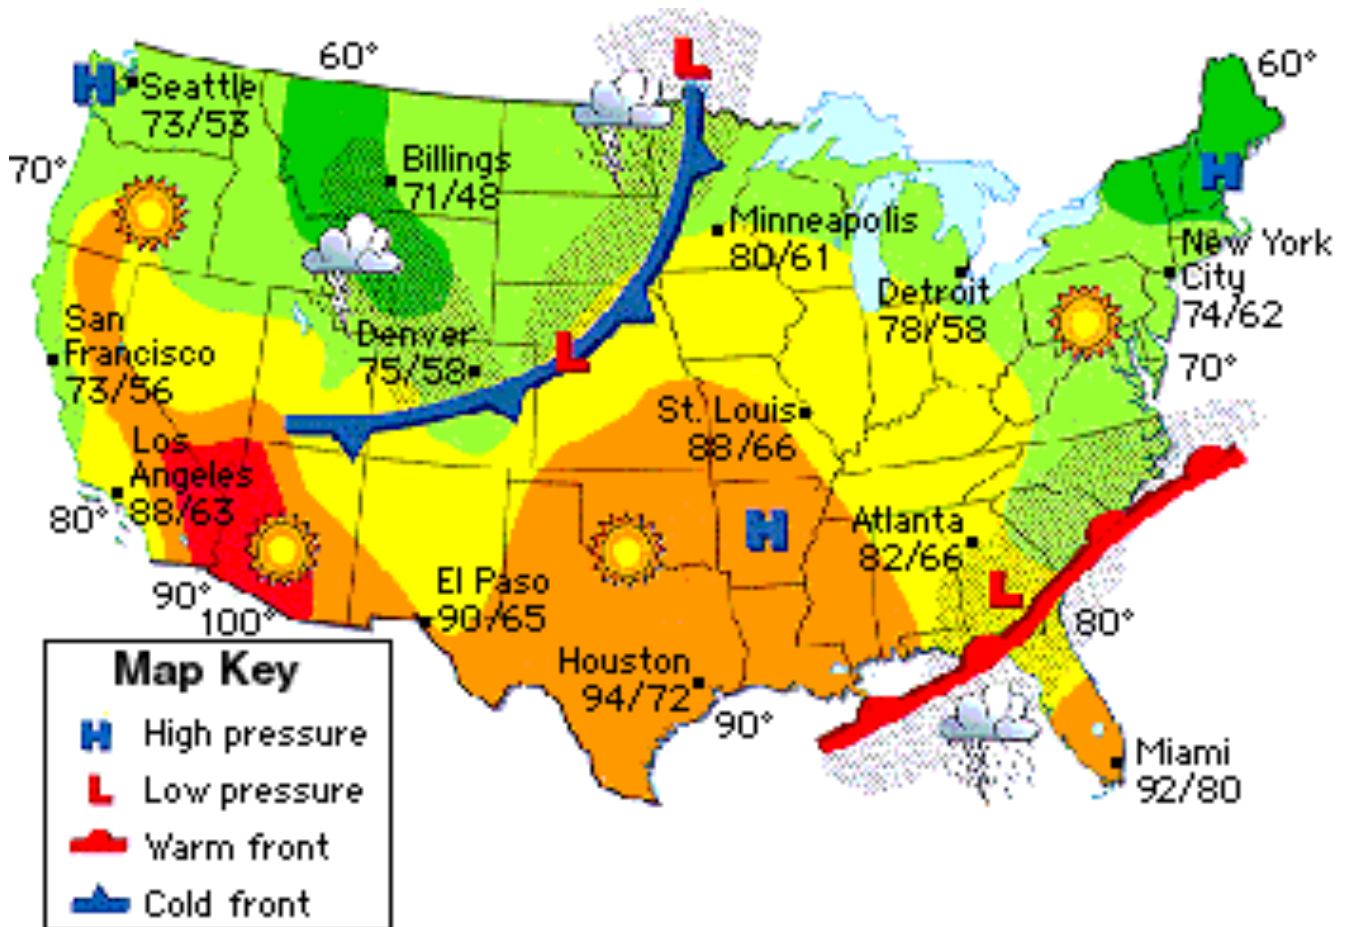 L
60°
60°
H
Seattle
73/53
70°
Billings
71/48
H
Minneapolis
80/61
New York
City
74/62
Detroit
78/58
San
Francisco
73/56
Denver
75/58
L
70°
St. Louis
88/66
Los
Angeles
88/63
80°
H
Atlanta
82/66
El Paso
90/65
L
90°
100°
80°
Houston
94/72
90°
Miami
92/80
Map Key
H High pressure
L Low pressure
Warm front
Cold front